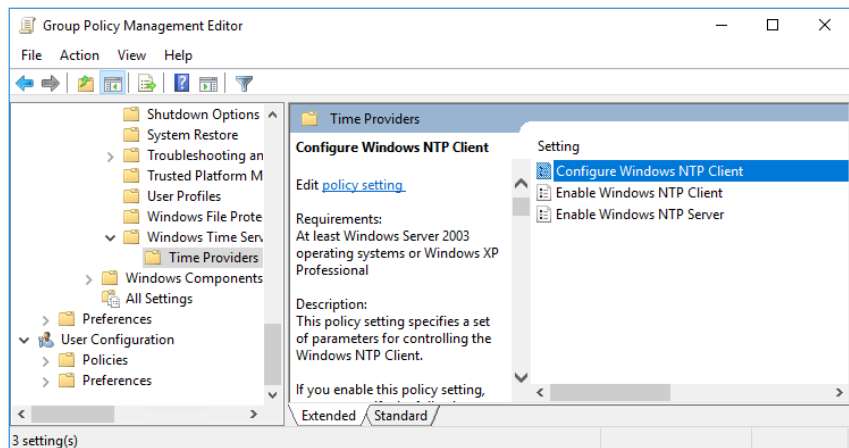 Group Policy Management Editor
File Action View Help
Shutdown Options
System Restore
Troubleshooting an
Trusted Platform M
User Profiles
Windows File Prote
Windows Time Serv
Time Providers
Windows Components
All Settings
Preferences
User Configuration
Policies
Preferences
Time Providers
Configure Windows NTP Client
Edit policy setting
Requirements:
At least Windows Server 2003
operating systems or Windows XP
Professional
Description:
This policy setting specifies a set
of parameters for controlling the
Windows NTP Client.
If you enable this policy setting,
Setting
Configure Windows NTP Client
Enable Windows NTP Client
Enable Windows NTP Server
Extended Standard
3 setting(s)